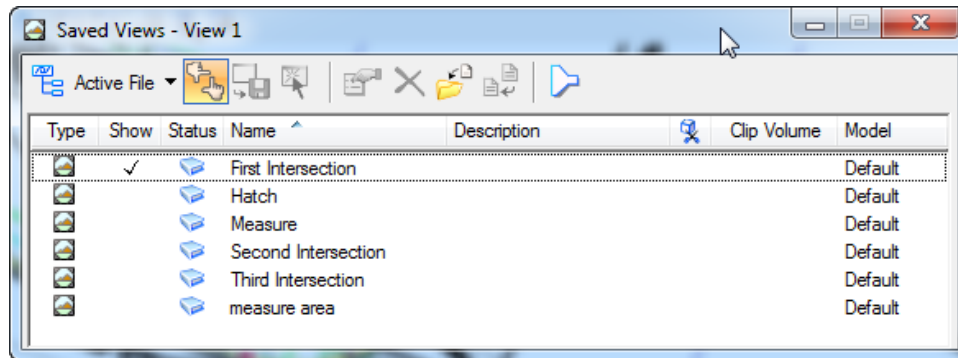 Saved Views - View 1
Active File
Type Show Status Name Description Clip Volume Model
First Intersection Default
Hatch Default
Measure Default
Second Intersection Default
Third Intersection Default
measure area Default